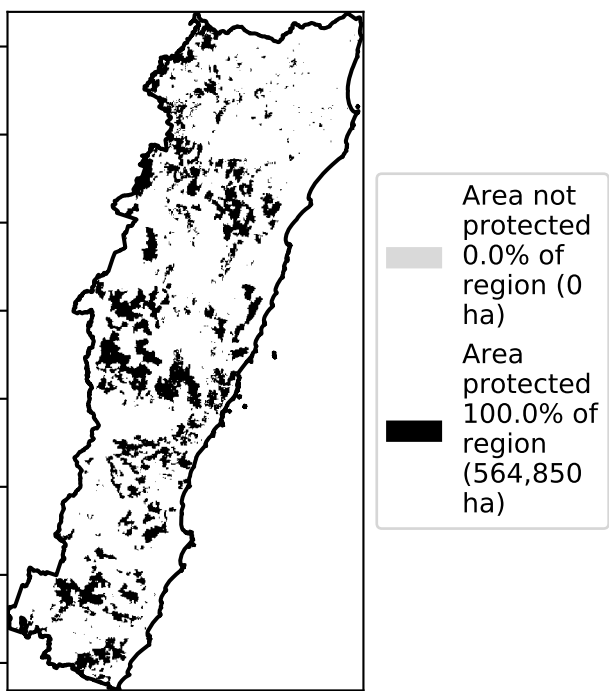 Area not
protected
0.0% of
region (0
ha)
Area
protected
100.0% of
region
(564,850
ha)